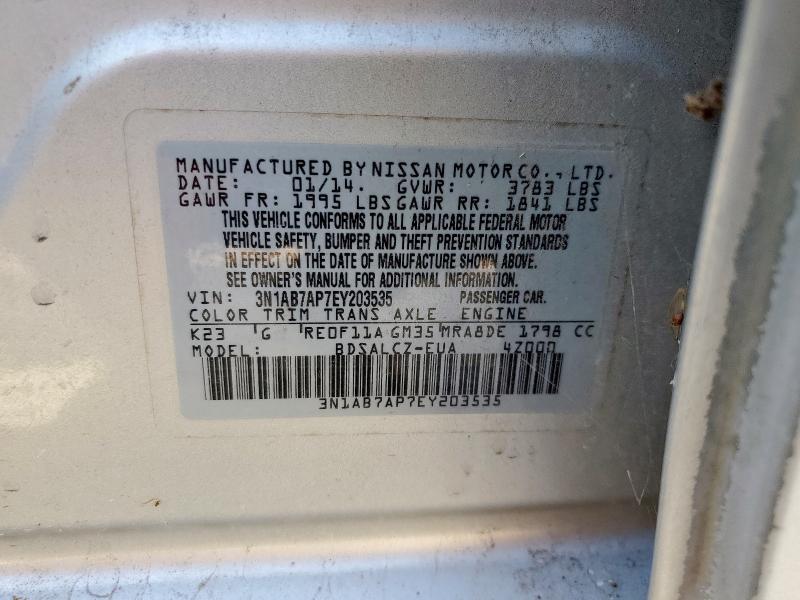 MANUFACTURED BY NISSAN MOTOR CO., LTD.
DATE: 01/14. GVWR: 3783 LBS
GAWR FR: 1995 LBS GAWR RR: 1841 LBS
THIS VEHICLE CONFORMS TO ALL APPLICABLE FEDERAL MOTOR
VEHICLE SAFETY, BUMPER AND THEFT PREVENTION STANDARDS
IN EFFECT ON THE DATE OF MANUFACTURE SHOWN ABOVE.
SEE OWNER'S MANUAL FOR ADDITIONAL INFORMATION.
VIN: 3N1AB7AP7EY203535 PASSENGER CAR.
COLOR TRIM TRANS AXLE ENGINE
K23 G RE0F11A GM35 MRA8DE 1798 CC
MODEL: BDSALCZ-EUA 4Z000
3N1AB7AP7EY203535